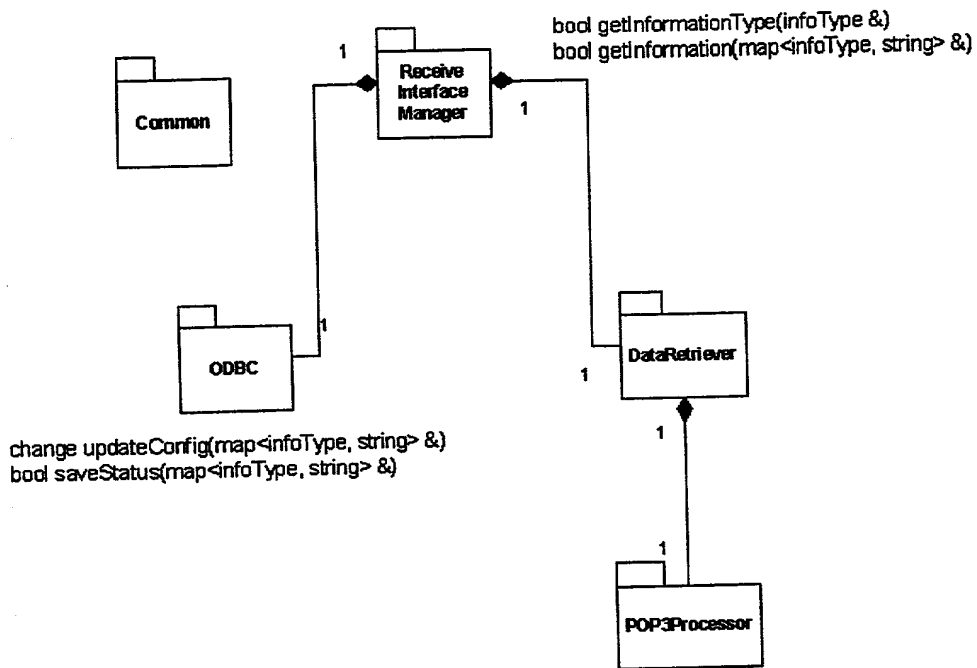 bool getInformationType(infoType &)
bool getInformation(map<infoType, string> &)
1
Receive
Interface
Manager
1
Common
1
ODBC
change updateConfig(map<infoType, string> &)
bool saveStatus(map<infoType, string> &)
DataRetriever
1
1
1
POP3Processor